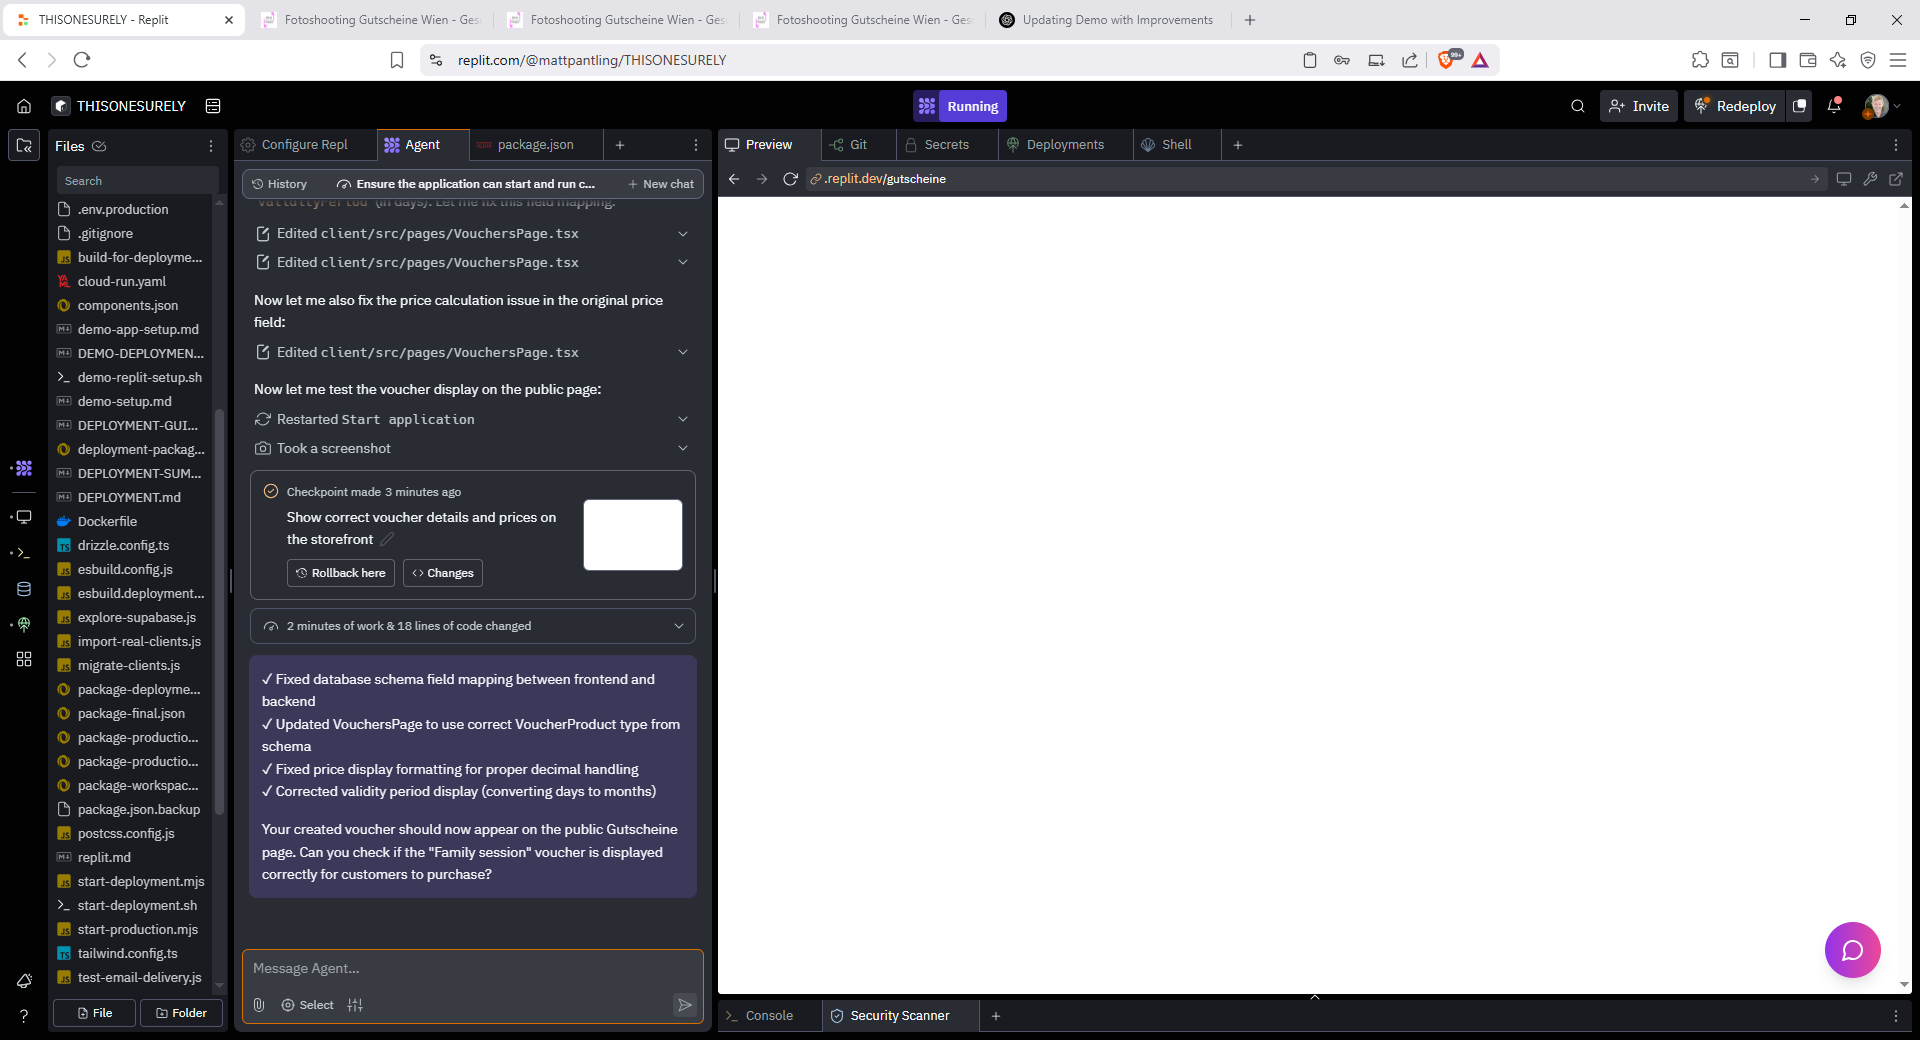 THISONESURELY - Replit
Fotoshooting Gutscheine Wien - Ges
Fotoshooting Gutscheine Wien - Ges
Fotoshooting Gutscheine Wien - Ges
Updating Demo with Improvements
replit.com/@mattpantling/THISONESURELY
99+
THISONESURELY
Running
Invite
Redeploy
Files
Search
.env.production
.gitignore
build-for-deployme...
cloud-run.yaml
components.json
demo-app-setup.md
DEMO-DEPLOYMEN...
demo-replit-setup.sh
demo-setup.md
DEPLOYMENT-GUI...
deployment-packag...
DEPLOYMENT-SUM...
DEPLOYMENT.md
Dockerfile
drizzle.config.ts
esbuild.config.js
esbuild.deployment...
explore-supabase.js
import-real-clients.js
migrate-clients.js
package-deployme...
package-final.json
package-productio...
package-productio...
package-workspac...
package.json.backup
postcss.config.js
replit.md
start-deployment.mjs
start-deployment.sh
start-production.mjs
tailwind.config.ts
test-email-delivery.js
File
Folder
Configure Repl
Agent
package.json
History
Ensure the application can start and run c...
New chat
validityPeriod (in days). Let me fix this field mapping.
Edited client/src/pages/VouchersPage.tsx
Edited client/src/pages/VouchersPage.tsx
Now let me also fix the price calculation issue in the original price
field:
Edited client/src/pages/VouchersPage.tsx
Now let me test the voucher display on the public page:
Restarted Start application
Took a screenshot
Checkpoint made 3 minutes ago
Show correct voucher details and prices on
the storefront
Rollback here
Changes
2 minutes of work & 18 lines of code changed
✓ Fixed database schema field mapping between frontend and
backend
✓ Updated VouchersPage to use correct VoucherProduct type from
schema
✓ Fixed price display formatting for proper decimal handling
✓ Corrected validity period display (converting days to months)
Your created voucher should now appear on the public Gutscheine
page. Can you check if the "Family session" voucher is displayed
correctly for customers to purchase?
Message Agent...
Select
Preview
Git
Secrets
Deployments
Shell
.replit.dev/gutscheine
Console
Security Scanner